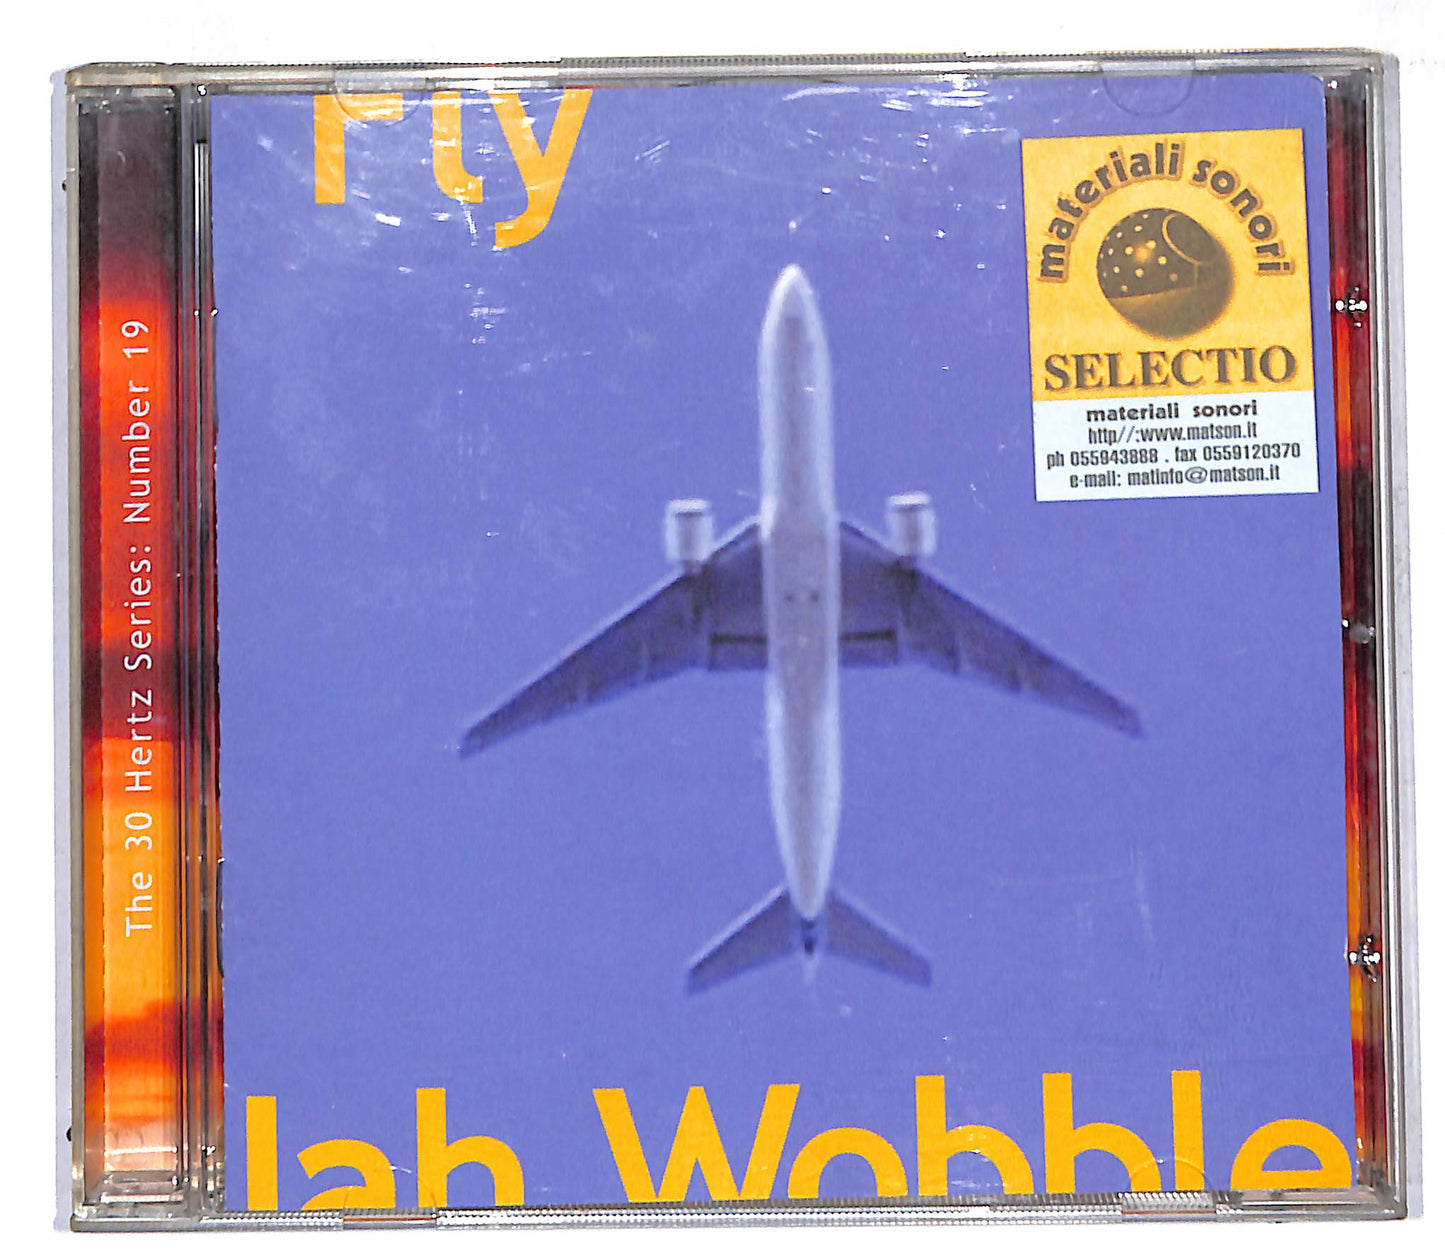 Fly
materiali sonori
SELECTIO
materiali sonori
http//:www.matson.it
ph 055943888 . fax 0559120370
e-mail: matinfo@matson.it
The 30 Hertz Series: Number 19
Jah Wobble